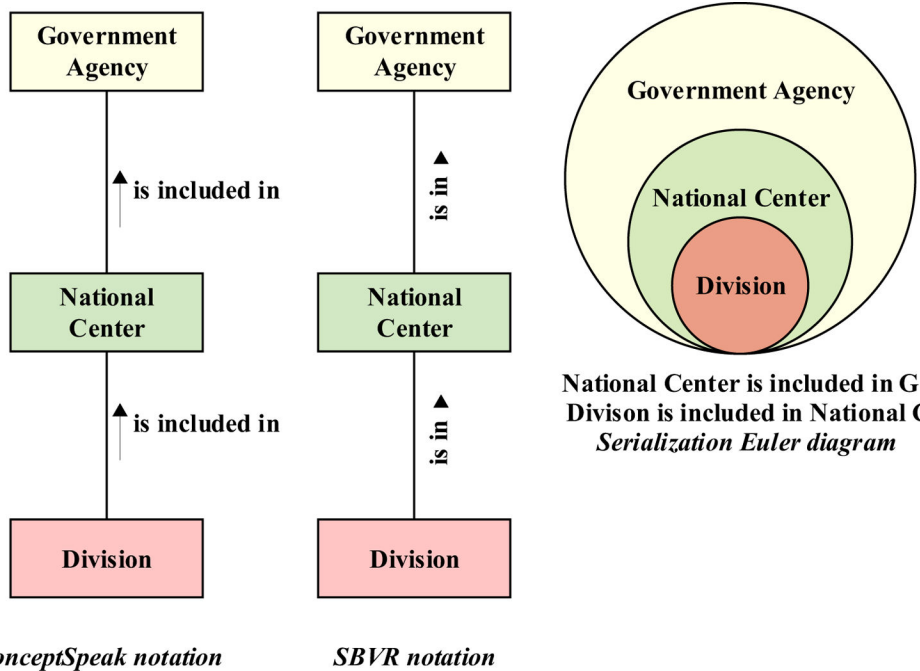 Government
Agency
is included in
National
Center
is included in
Division
onceptSpeak notation
Government
Agency
is in
National
Center
is in
Division
SBVR notation
Government Agency
National Center
Division
National Center is included in G
Divison is included in National
Serialization Euler diagram